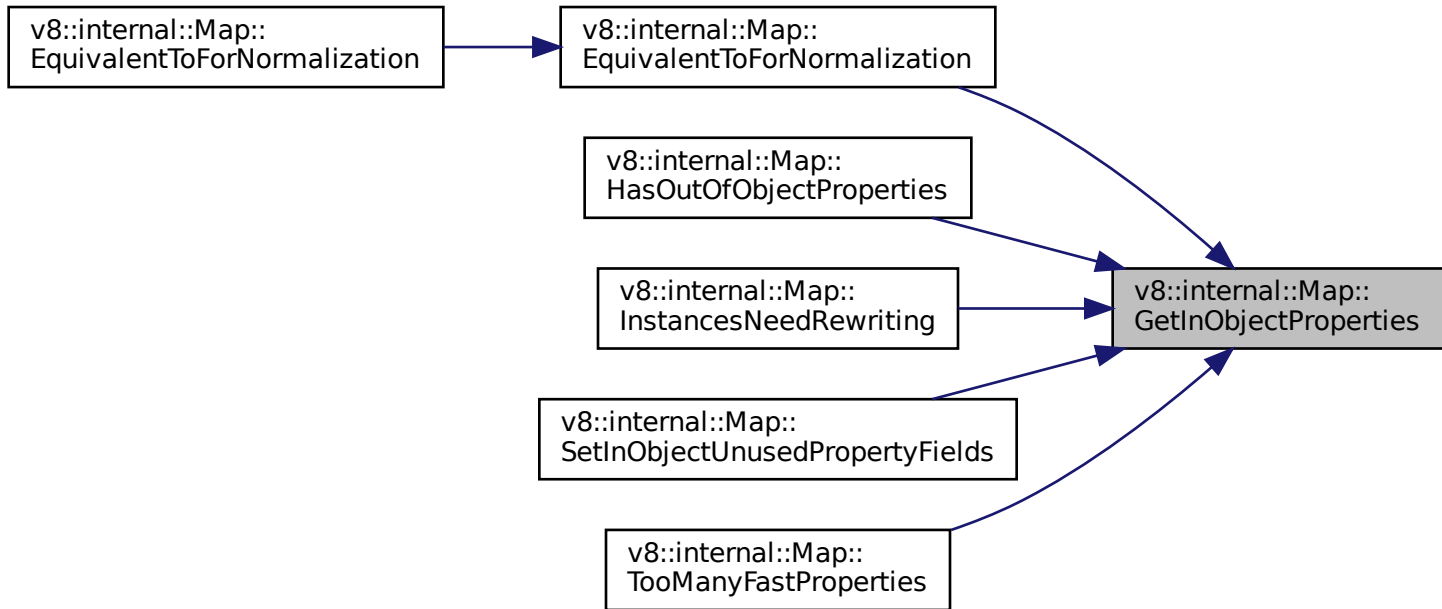 v8::internal::Map::
EquivalentToForNormalization
v8::internal::Map::
EquivalentToForNormalization
v8::internal::Map::
HasOutOfObjectProperties
v8::internal::Map::
InstancesNeedRewriting
v8::internal::Map::
GetInObjectProperties
v8::internal::Map::
SetInObjectUnusedPropertyFields
v8::internal::Map::
TooManyFastProperties